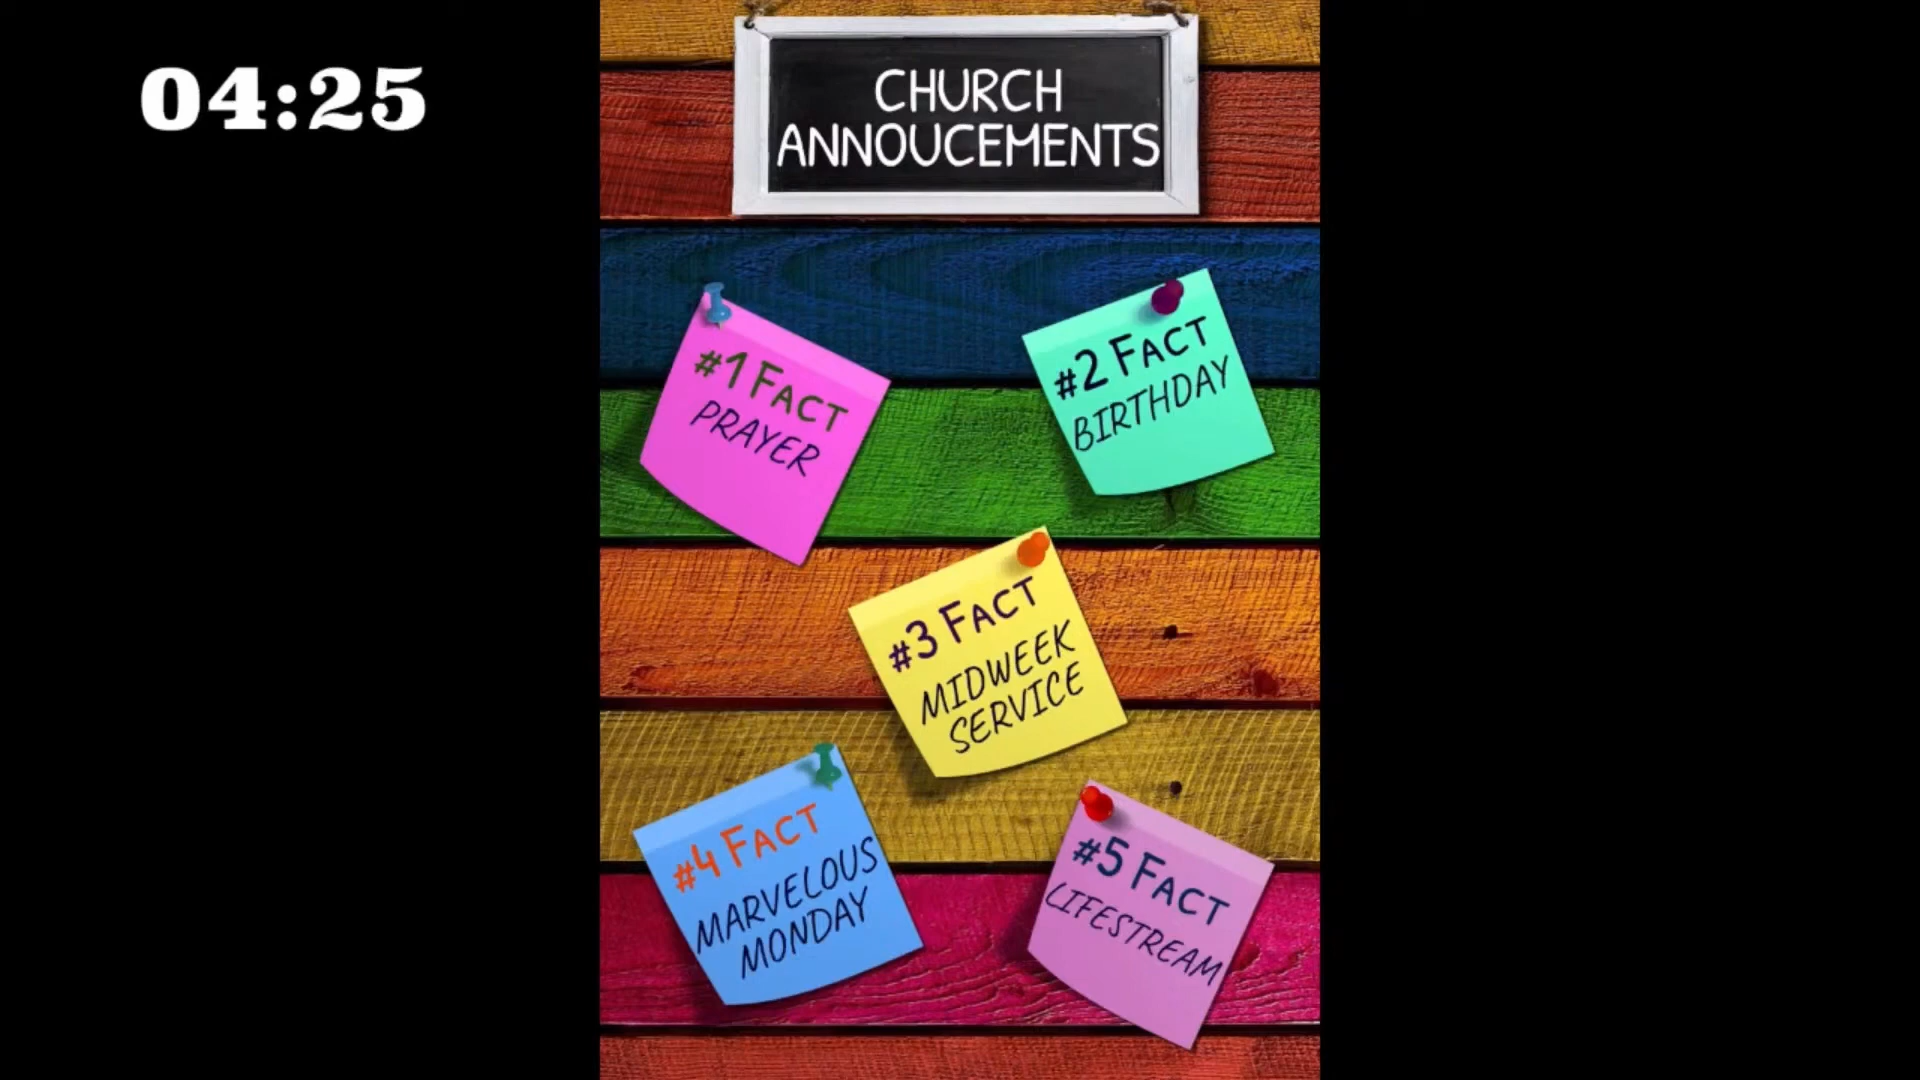 04:25
CHURCH
ANNOUCEMENTS
#1 FACT
PRAYER
#2 FACT
BIRTHDAY
#3 FACT
MIDWEEK
SERVICE
#4 FACT
MARVELOUS
MONDAY
#5 FACT
LIFESTREAM